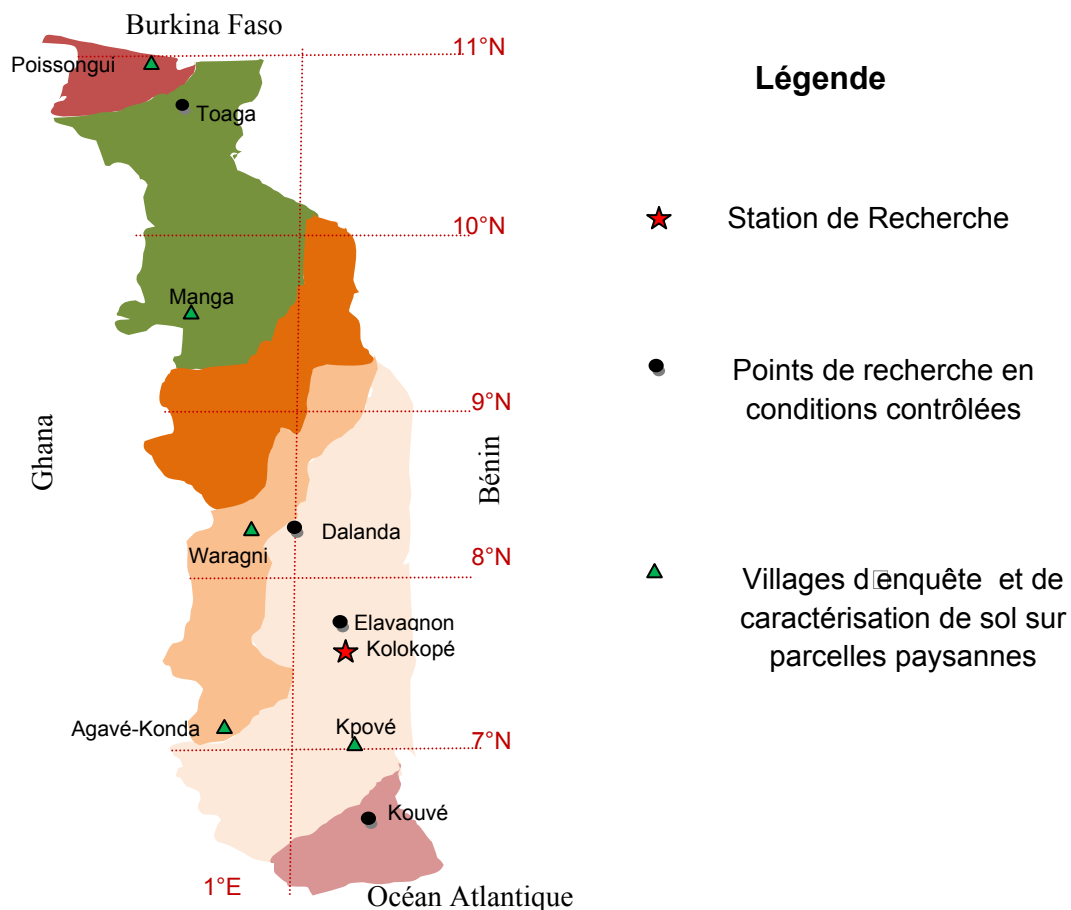 Burkina Faso
11°N
Poissongui
Toaga
10°N
Manga
9°N
Ghana
Bénin
Dalanda
Waragni
8°N
Elavagnon
Kolokopé
Agavé-Konda
Kpové
7°N
Kouvé
1°E
Océan Atlantique
Légende
Station de Recherche
Points de recherche en
conditions contrôlées
Villages d□enquête et de
caractérisation de sol sur
parcelles paysannes